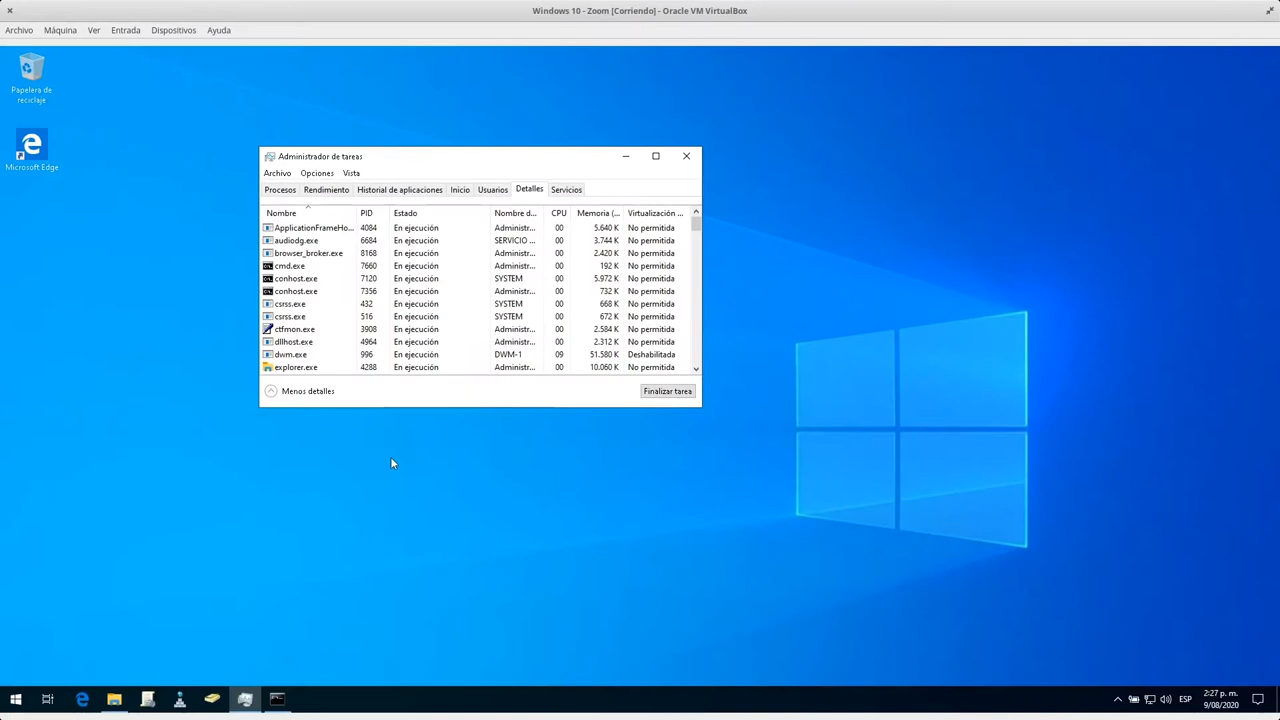 Windows 10 - Zoom [Corriendo] - Oracle VM VirtualBox
Archivo Máquina Ver Entrada Dispositivos Ayuda
Papelera de
reciclaje
Microsoft Edge
Administrador de tareas
Archivo Opciones Vista
Procesos Rendimiento Historial de aplicaciones Inicio Usuarios Detalles Servicios
Nombre PID Estado Nombre d... CPU Memoria (... Virtualización ...
ApplicationFrameHo... 4084 En ejecución Administr... 00 5.640 K No permitida
audiodg.exe 6684 En ejecución SERVICIO ... 00 3.744 K No permitida
browser_broker.exe 8168 En ejecución Administr... 00 2.420 K No permitida
cmd.exe 7660 En ejecución Administr... 00 192 K No permitida
conhost.exe 7120 En ejecución SYSTEM 00 5.972 K No permitida
conhost.exe 7356 En ejecución Administr... 00 732 K No permitida
csrss.exe 432 En ejecución SYSTEM 00 668 K No permitida
csrss.exe 516 En ejecución SYSTEM 00 672 K No permitida
ctfmon.exe 3908 En ejecución Administr... 00 2.584 K No permitida
dllhost.exe 4964 En ejecución Administr... 00 2.312 K No permitida
dwm.exe 996 En ejecución DWM-1 09 51.580 K Deshabilitada
explorer.exe 4288 En ejecución Administr... 00 10.060 K No permitida
Menos detalles Finalizar tarea
ESP 2:27 p. m.
9/08/2020